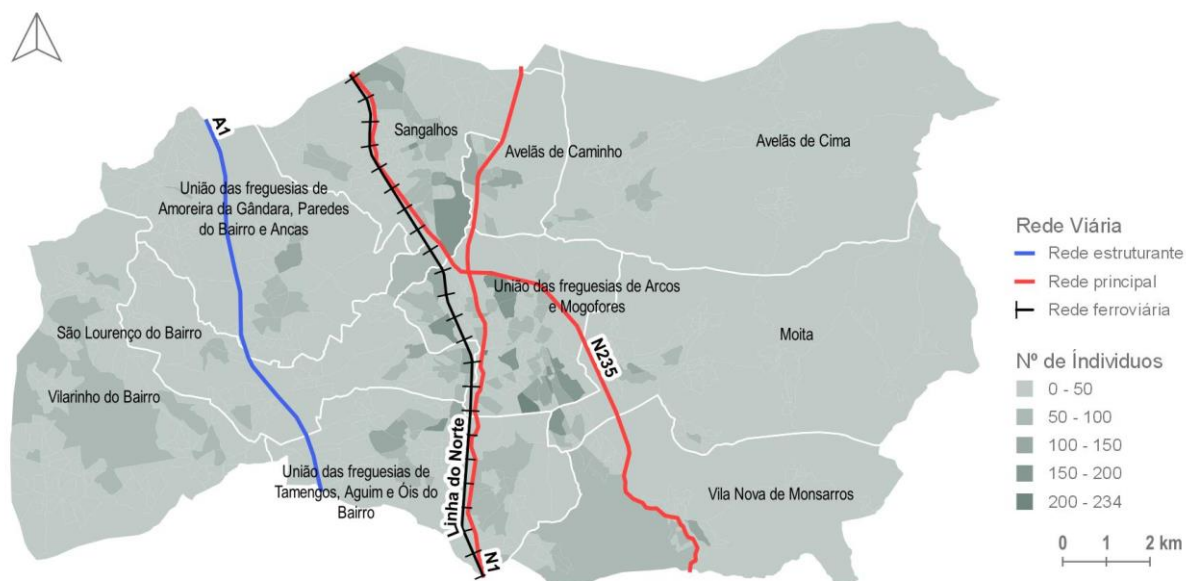 A1
Sangalhos
Avelãs de Caminho
Avelãs de Cima
União das freguesias de
Amoreira da Gândara, Paredes
do Bairro e Ancas
União das freguesias de Arcos
e Mogofores
São Lourenço do Bairro
Moita
N235
Vilarinho do Bairro
Linha do Norte
União das freguesias de
Tamengos, Aguim e Óis do
Bairro
Vila Nova de Monsarros
N1
Rede Viária
Rede estruturante
Rede principal
Rede ferroviária
Nº de Índividuos
0 - 50
50 - 100
100 - 150
150 - 200
200 - 234
0 1 2 km